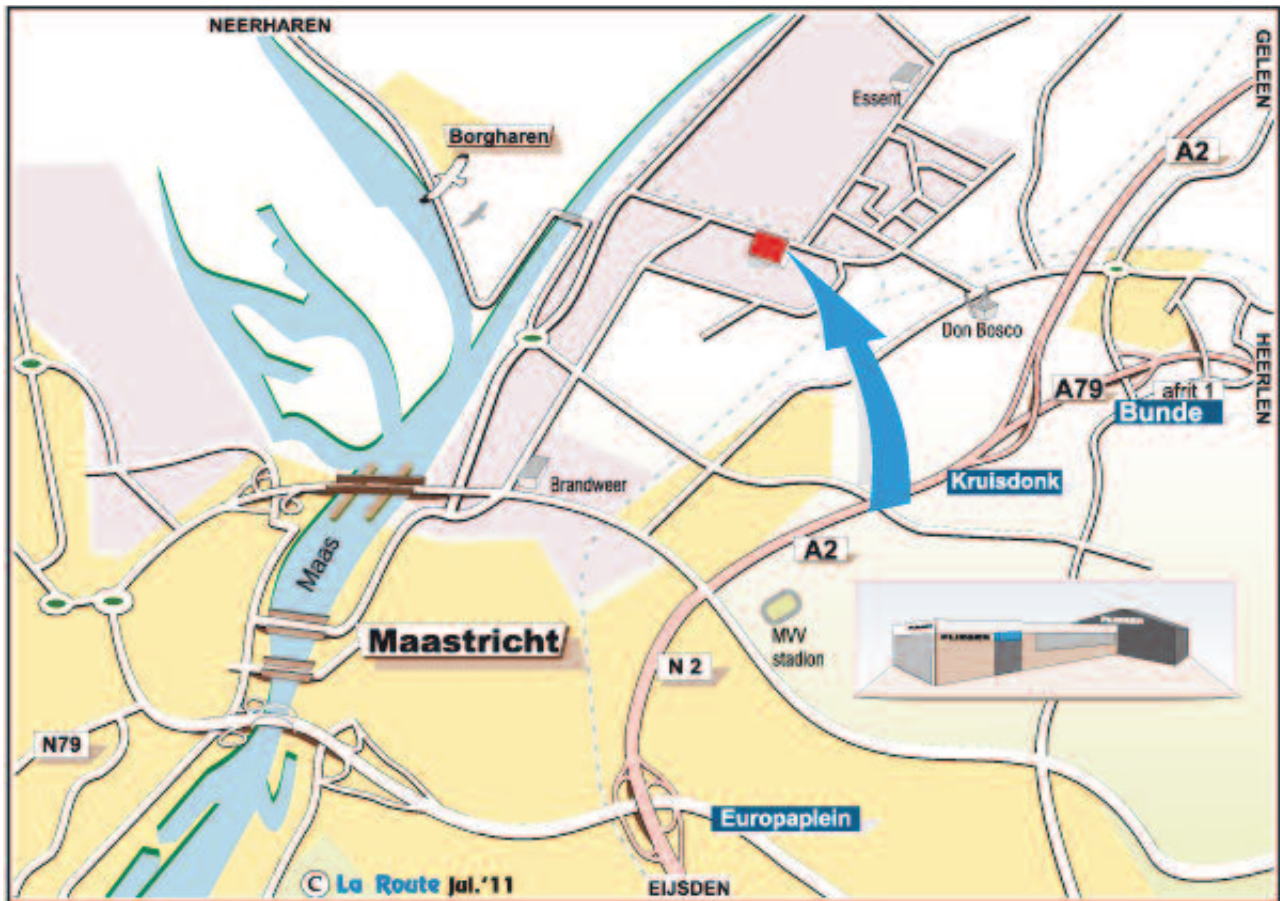 NEERHAREN
GELEEN
Essent
Borgharen
A2
Don Bosco
HEERLEN
A79
afrit 1
Bunde
Brandweer
Kruisdonk
Maas
A2
Maastricht
MVV
stadion
N 2
N79
Europaplein
© La Route jul.'11
EIJSDEN